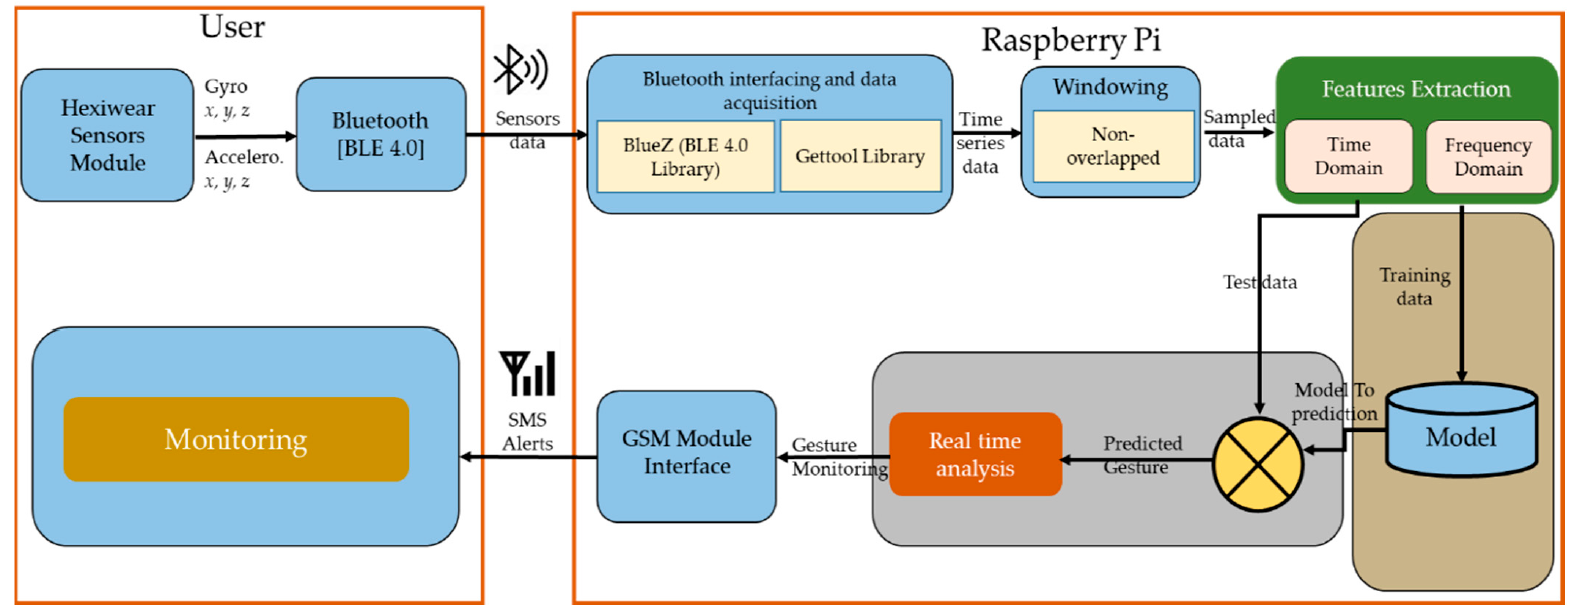 User
Raspberry Pi
Hexiwear
Sensors
Module
Gyro
x, y, z
Accelero.
x, y, z
Bluetooth
[BLE 4.0]
Sensors
data
Bluetooth interfacing and data
acquisition
BlueZ (BLE 4.0
Library)
Gettool Library
Time
series
data
Windowing
Non-
overlapped
Sampled
data
Features Extraction
Time
Domain
Frequency
Domain
Test data
Training
data
Model To
prediction
Model
Predicted
Gesture
Real time
analysis
Gesture
Monitoring
GSM Module
Interface
SMS
Alerts
Monitoring